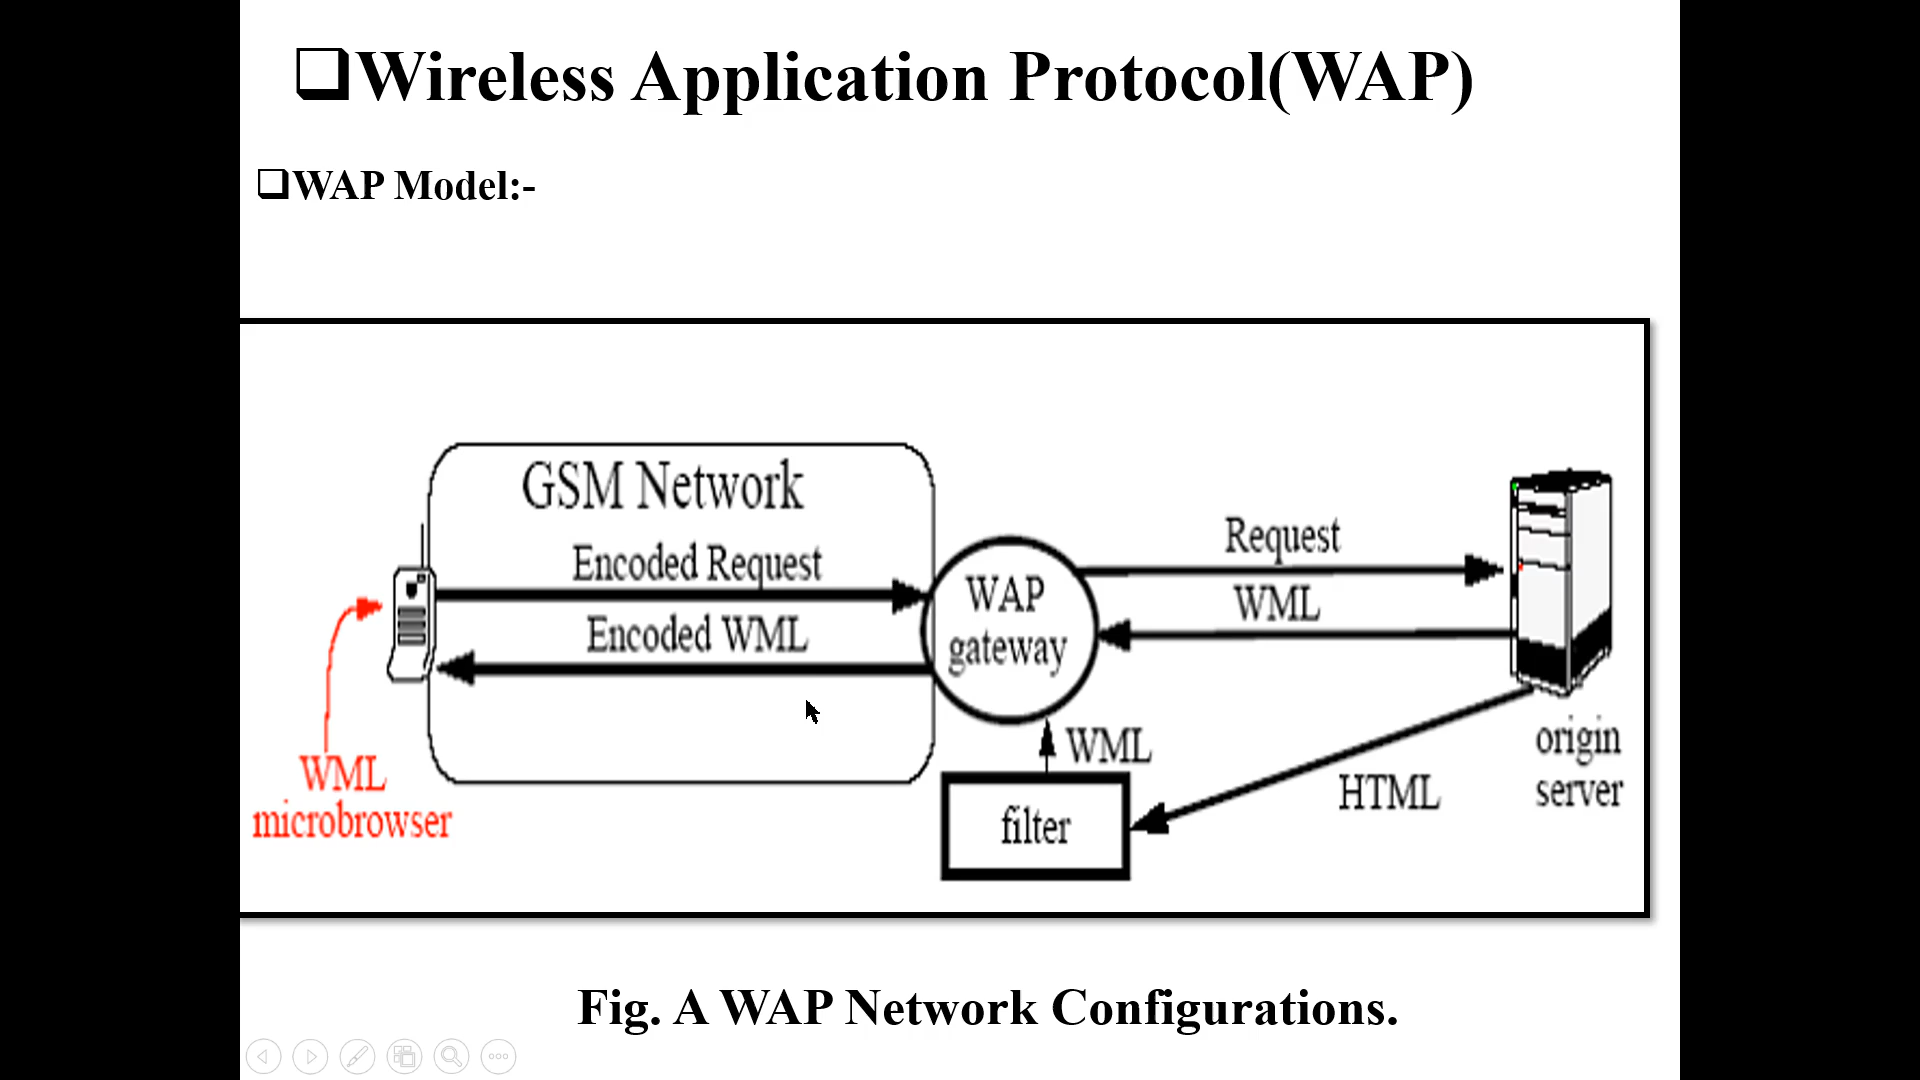 ❑Wireless Application Protocol(WAP)
❑WAP Model:-
GSM Network
Encoded Request
Encoded WML
WAP
gateway
Request
WML
WML
microbrowser
WML
filter
HTML
origin
server
Fig. A WAP Network Configurations.